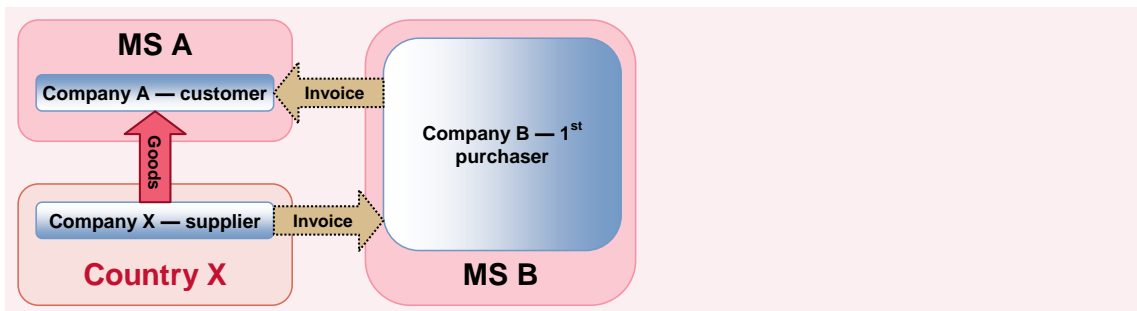 MS A
Company A — customer
Invoice
Company B — 1st
purchaser
Goods
Company X — supplier
Invoice
Country X
MS B